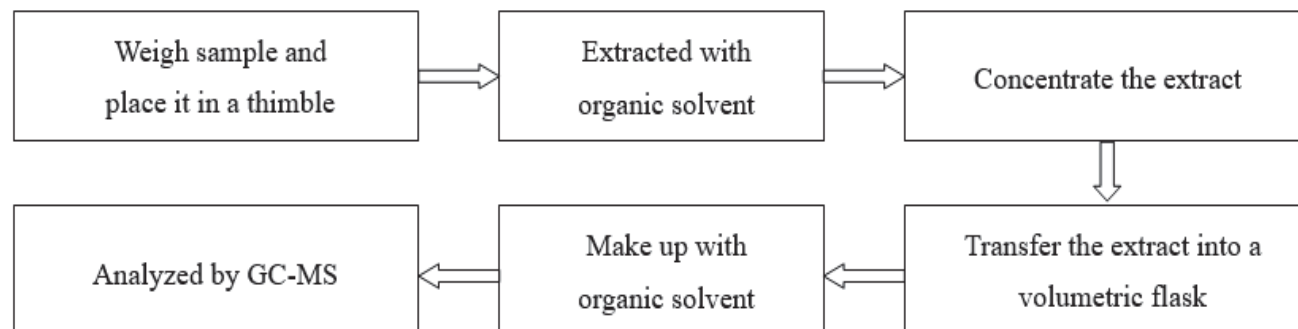 Weigh sample and
place it in a thimble
Extracted with
organic solvent
Concentrate the extract
Transfer the extract into a
volumetric flask
Make up with
organic solvent
Analyzed by GC-MS